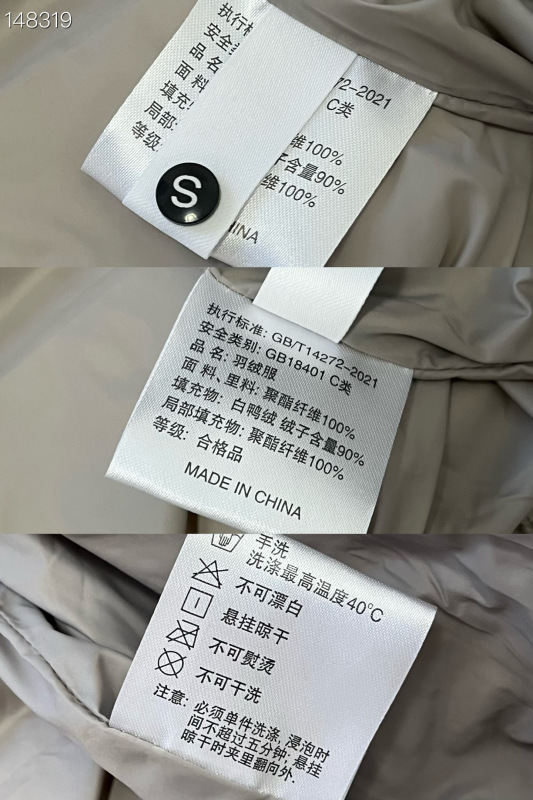 148319
执行标
安全类
品 名
面 料
填充
局部
等级:
72-2021
C类
维100%
子含量90%
维100%
INA
S
执行标准: GB/T14272-2021
安全类别: GB18401 C类
品 名: 羽绒服
面 料、里料: 聚酯纤维100%
填充物: 白鸭绒 绒子含量90%
局部填充物: 聚酯纤维100%
等级: 合格品
MADE IN CHINA
手洗
洗涤最高温度40°C
不可漂白
悬挂晾干
不可熨烫
不可干洗
注意: 必须单件洗涤, 浸泡时
间不超过五分钟; 悬挂
晾干时夹里翻向外.